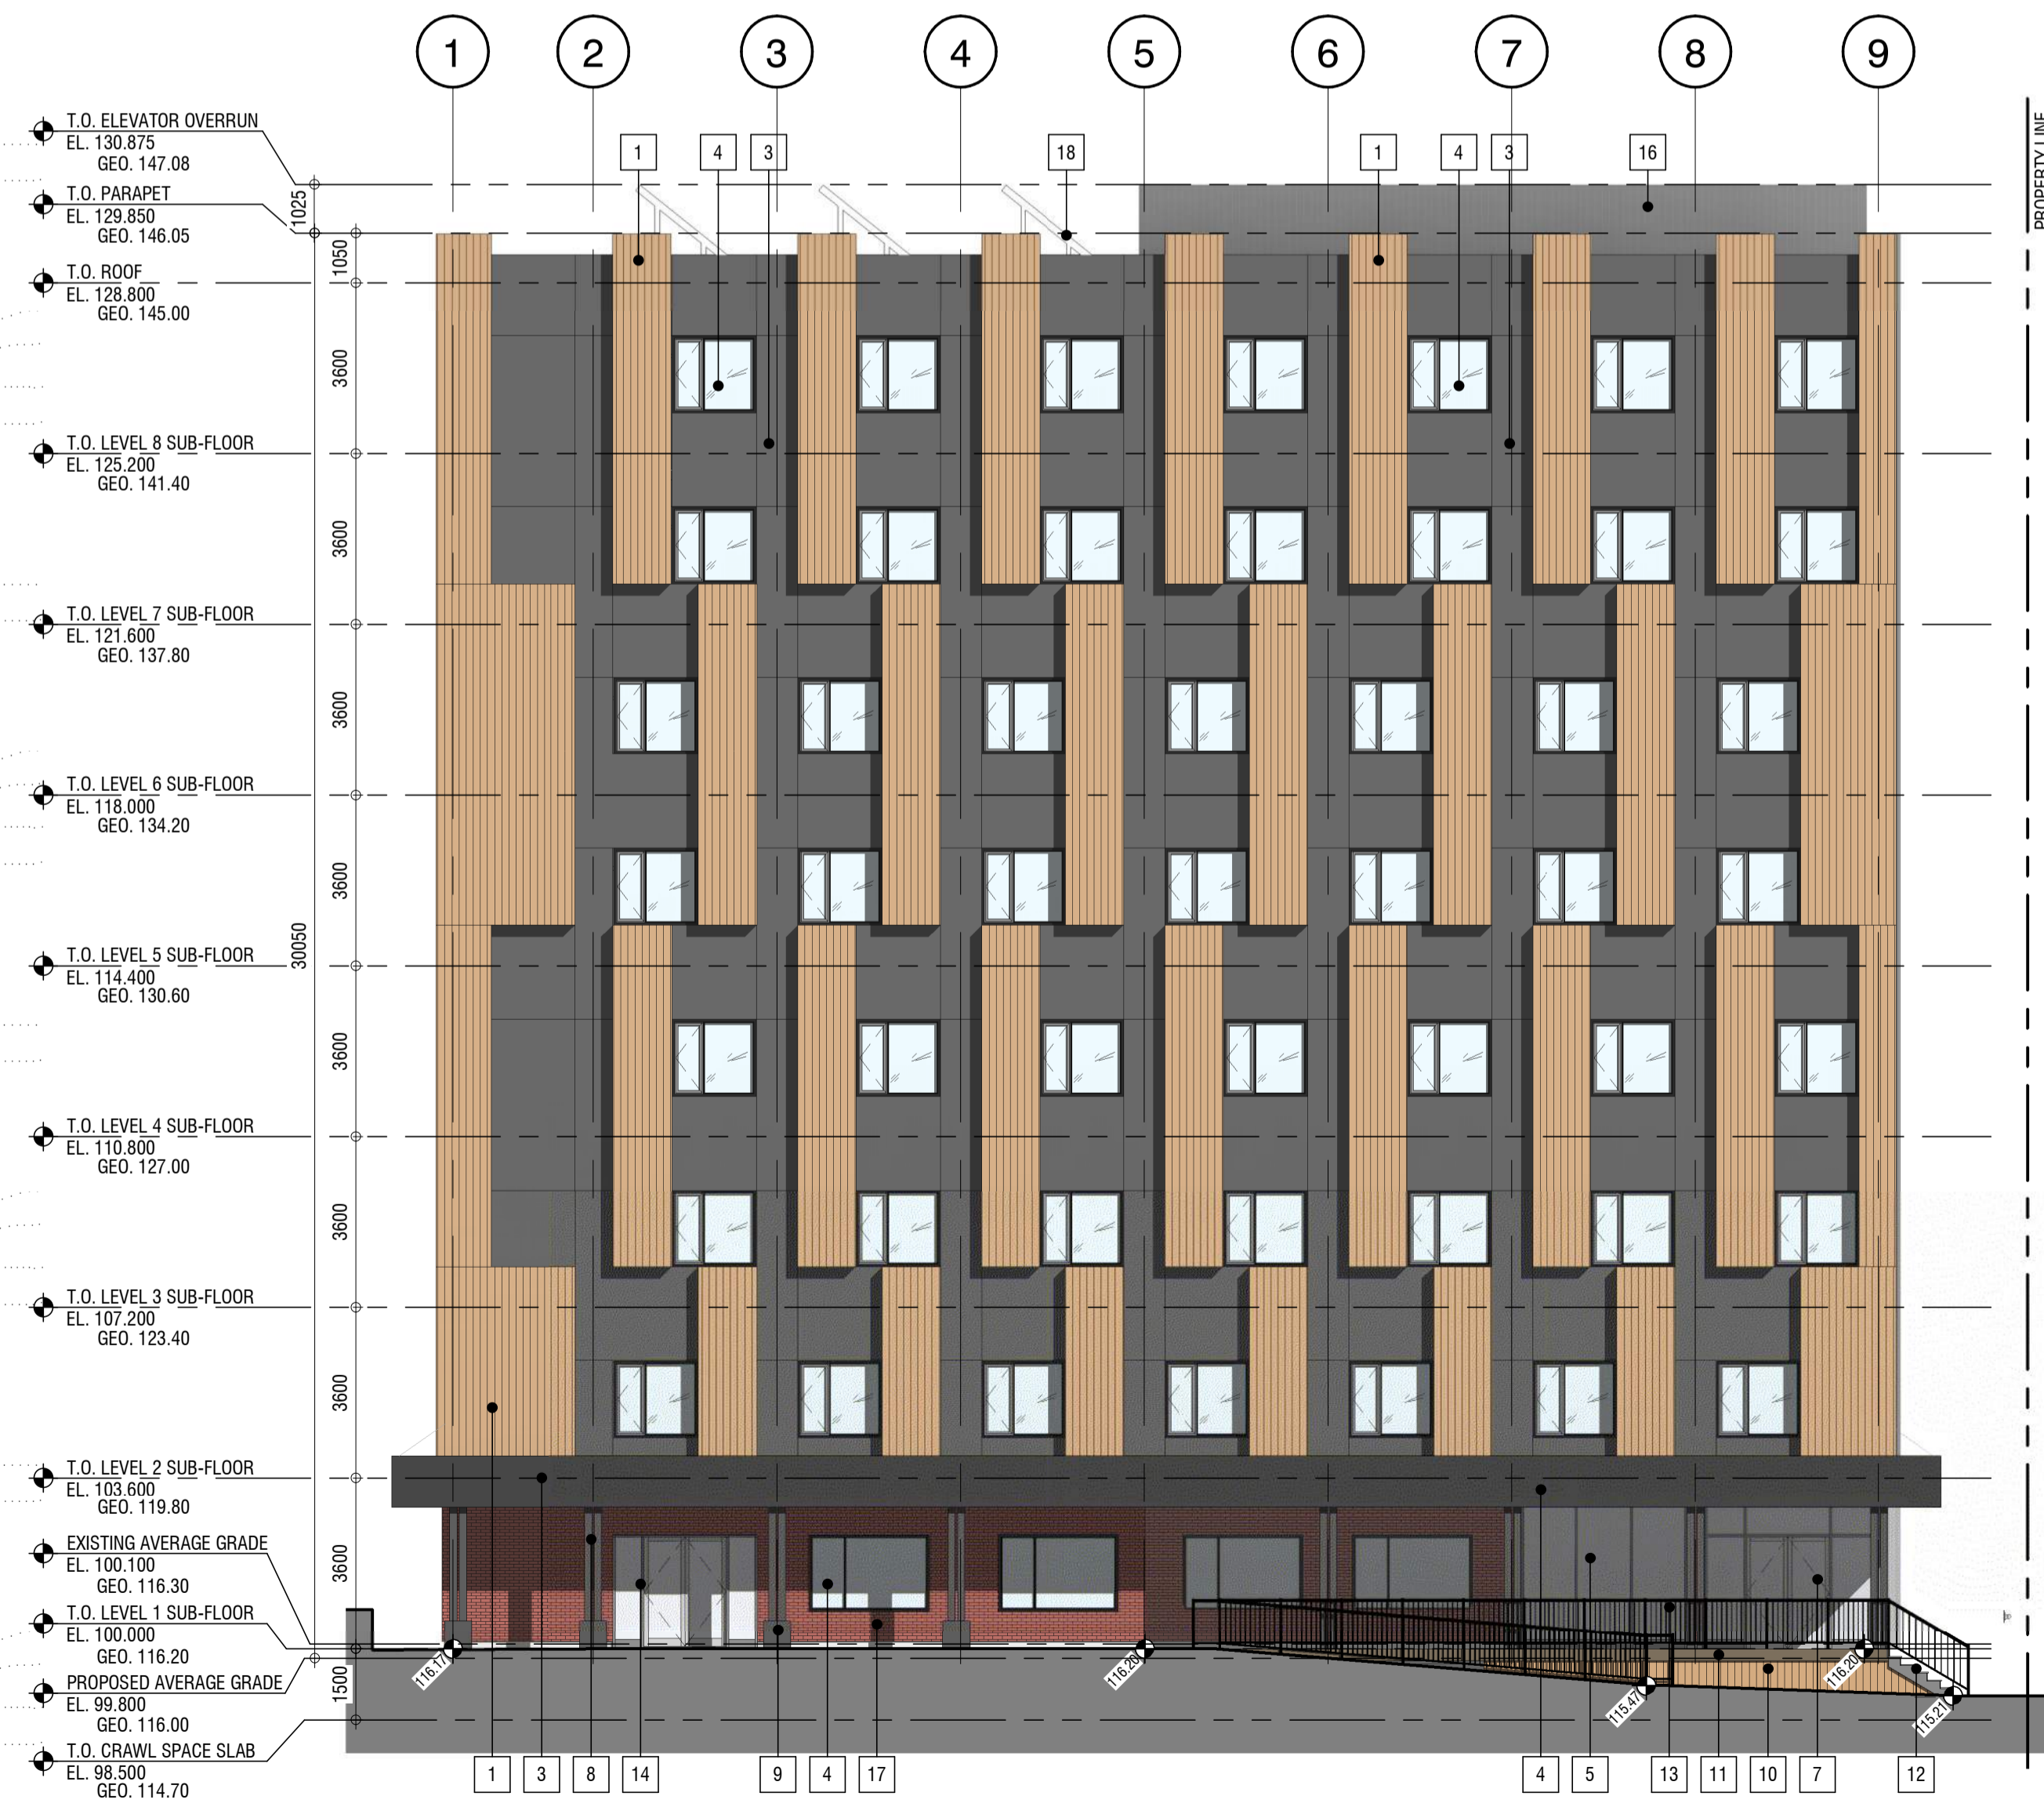 1 2 3 4 5 6 7 8 9
PROPERTY LINE
T.O. ELEVATOR OVERRUN
EL. 130.875
GEO. 147.08
1 4 3 18 1 4 3 16
T.O. PARAPET
EL. 129.850
GEO. 146.05
1025
1050
T.O. ROOF
EL. 128.800
GEO. 145.00
3600
T.O. LEVEL 8 SUB-FLOOR
EL. 125.200
GEO. 141.40
3600
T.O. LEVEL 7 SUB-FLOOR
EL. 121.600
GEO. 137.80
3600
T.O. LEVEL 6 SUB-FLOOR
EL. 118.000
GEO. 134.20
3600
30050
T.O. LEVEL 5 SUB-FLOOR
EL. 114.400
GEO. 130.60
3600
T.O. LEVEL 4 SUB-FLOOR
EL. 110.800
GEO. 127.00
3600
T.O. LEVEL 3 SUB-FLOOR
EL. 107.200
GEO. 123.40
3600
T.O. LEVEL 2 SUB-FLOOR
EL. 103.600
GEO. 119.80
3600
EXISTING AVERAGE GRADE
EL. 100.100
GEO. 116.30
T.O. LEVEL 1 SUB-FLOOR
EL. 100.000
GEO. 116.20
PROPOSED AVERAGE GRADE
EL. 99.800
GEO. 116.00
1500
T.O. CRAWL SPACE SLAB
EL. 98.500
GEO. 114.70
116.17 116.20 115.47 116.20 115.21
1 3 8 14 9 4 17 4 5 13 11 10 7 12